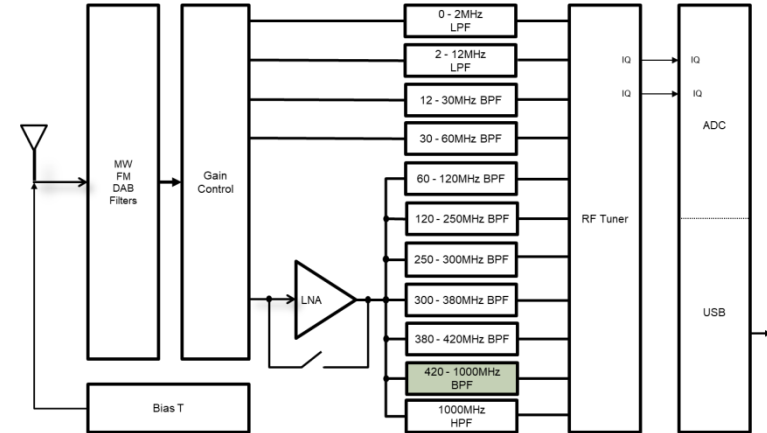 0 - 2MHz
LPF
2 - 12MHz
LPF
12 - 30MHz BPF
30 - 60MHz BPF
60 - 120MHz BPF
120 - 250MHz BPF
250 - 300MHz BPF
300 - 380MHz BPF
380 - 420MHz BPF
420 - 1000MHz
BPF
1000MHz
HPF
MW
FM
DAB
Filters
Gain
Control
LNA
Bias T
RF Tuner
IQ
IQ
IQ
IQ
ADC
USB